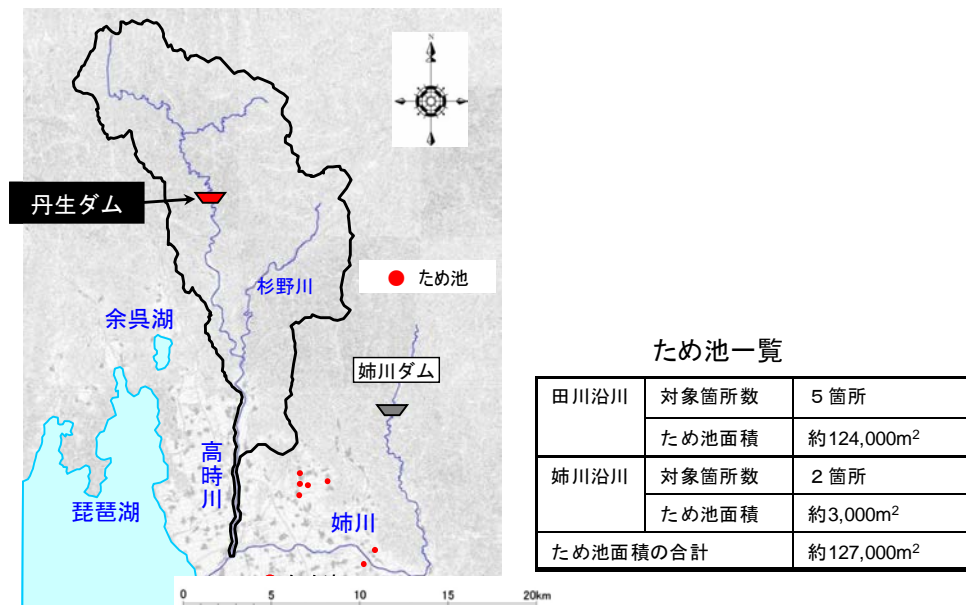 N
丹生ダム
杉野川
ため池
余呉湖
姉川ダム
高時川
琵琶湖
姉川
0 5 10 15 20km
ため池一覧
田川沿川 対象箇所数 5箇所
ため池面積 約124,000m²
姉川沿川 対象箇所数 2箇所
ため池面積 約3,000m²
ため池面積の合計 約127,000m²